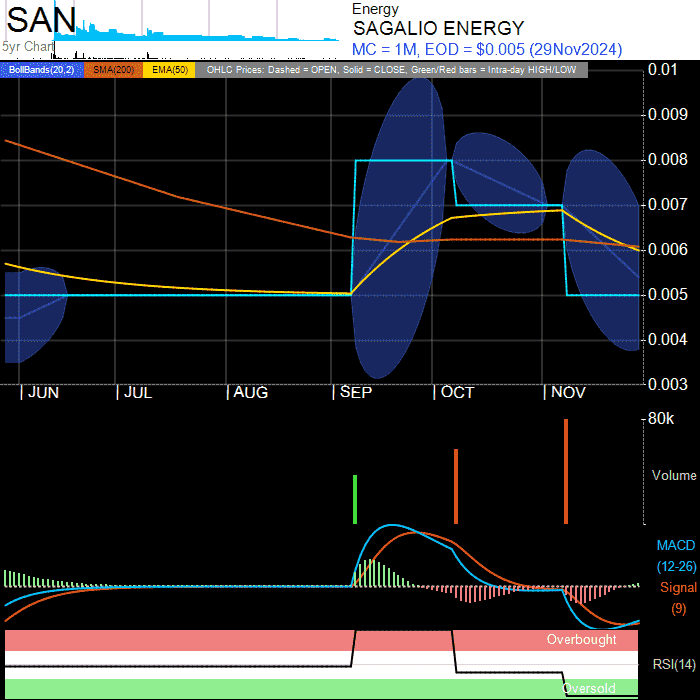 SAN
5yr Chart
Energy
SAGALIO ENERGY
MC = 1M, EOD = $0.005 (29Nov2024)
BollBands(20,2) SMA(200) EMA(50) OHLC Prices: Dashed = OPEN, Solid = CLOSE, Green/Red bars = Intra-day HIGH/LOW
0.01
0.009
0.008
0.007
0.006
0.005
0.004
0.003
| JUN | JUL | AUG | SEP | OCT | NOV
80k
Volume
MACD
(12-26)
Signal
(9)
Overbought
RSI(14)
Oversold